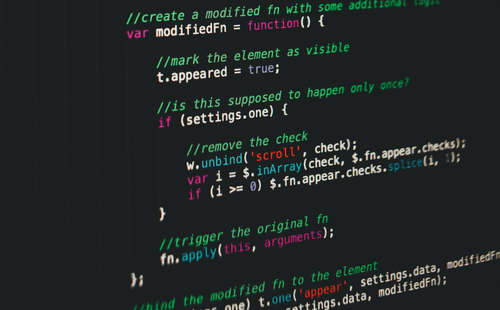 //create a modified fn with some additional logic
var modifiedFn = function() {
//mark the element as visible
t.appeared = true;
//is this supposed to happen only once?
if (settings.one) {
//remove the check
w.unbind('scroll', check);
var i = $.inArray(check, $.fn.appear.checks);
if (i >= 0) $.fn.appear.checks.splice(i, 1);
}
//trigger the original fn
fn.apply(this, arguments);
};
//bind the modified fn to the element
one) t.one('appear', settings.data, modifiedFn
settings.data, modifiedFn);